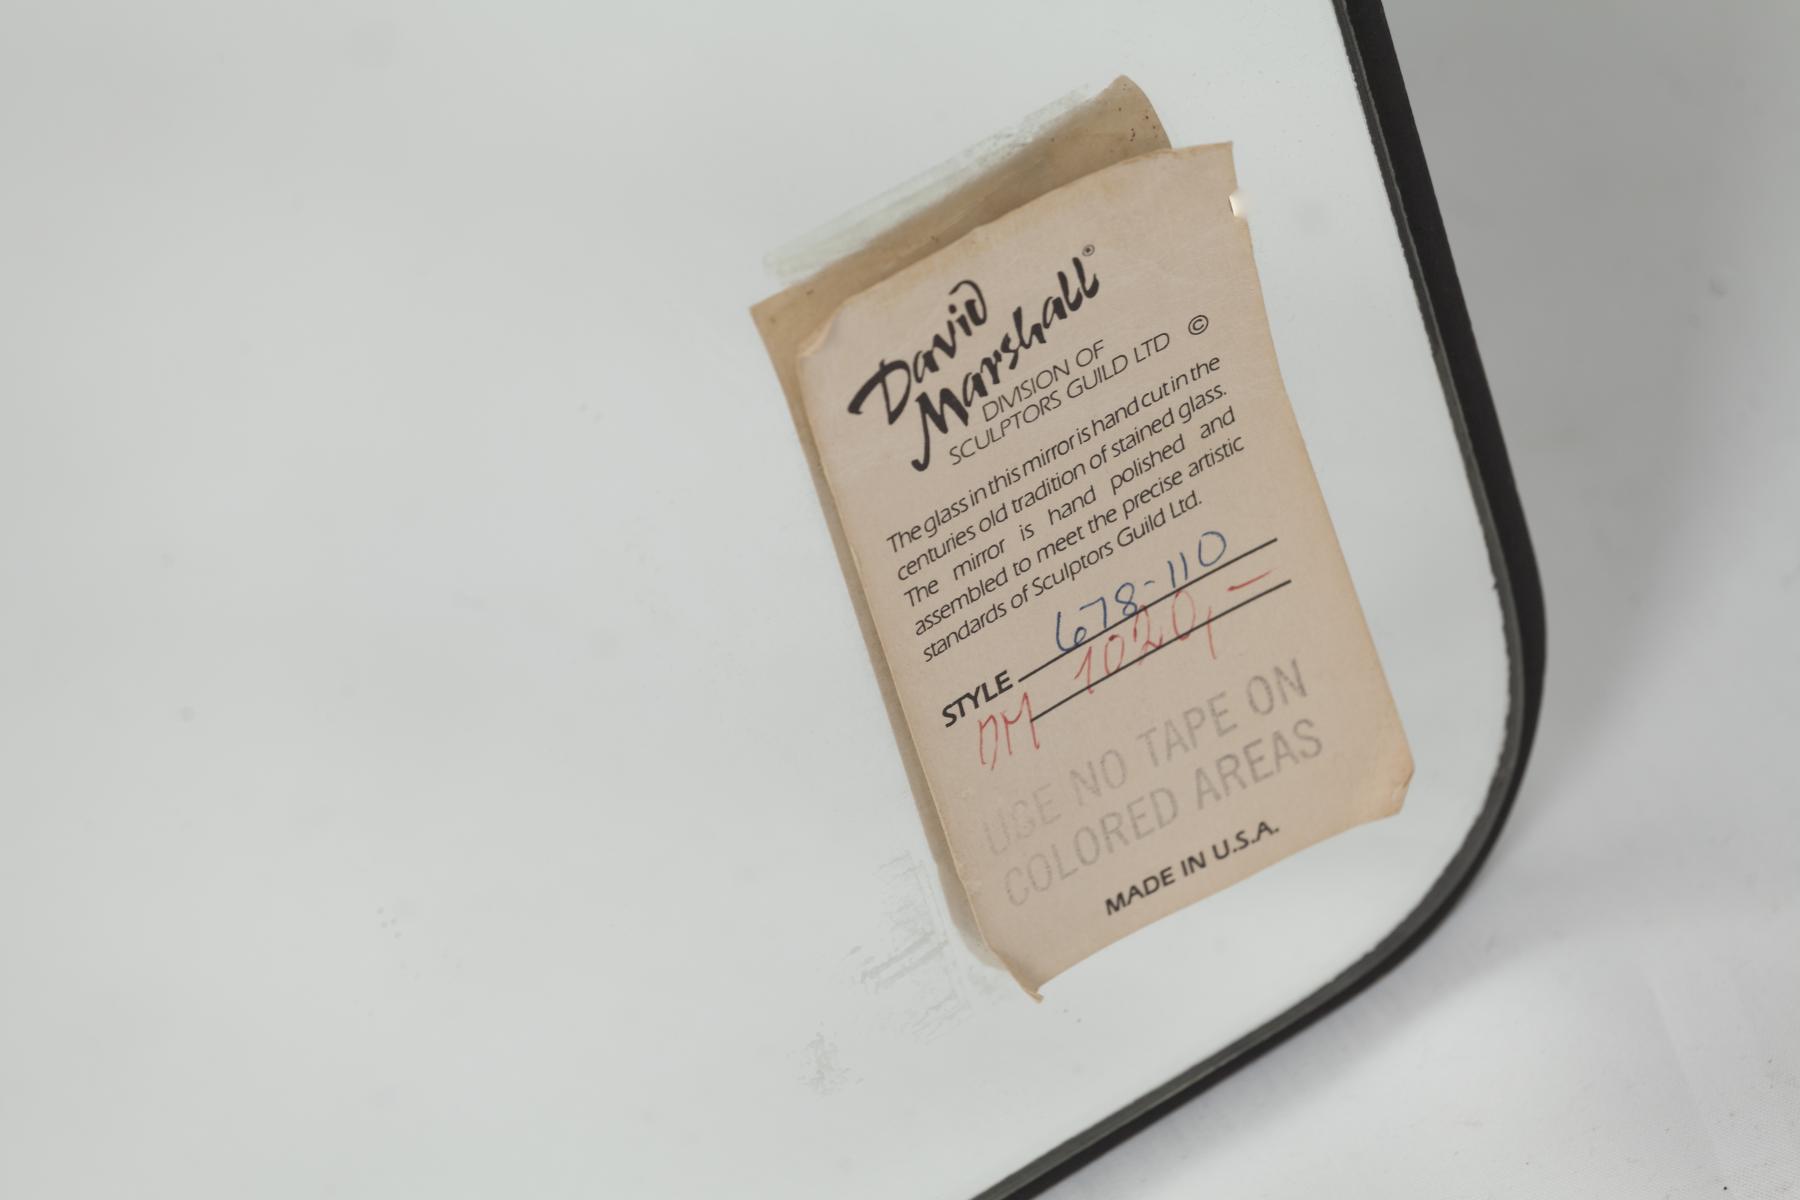 David
Marshall®
DIVISION OF
SCULPTORS GUILD LTD ©
The glass in this mirror is hand cut in the
centuries old tradition of stained glass.
The mirror is hand polished and
assembled to meet the precise artistic
standards of Sculptors Guild Ltd.
STYLE 678-110
DM 1020,-
USE NO TAPE ON
COLORED AREAS
MADE IN U.S.A.